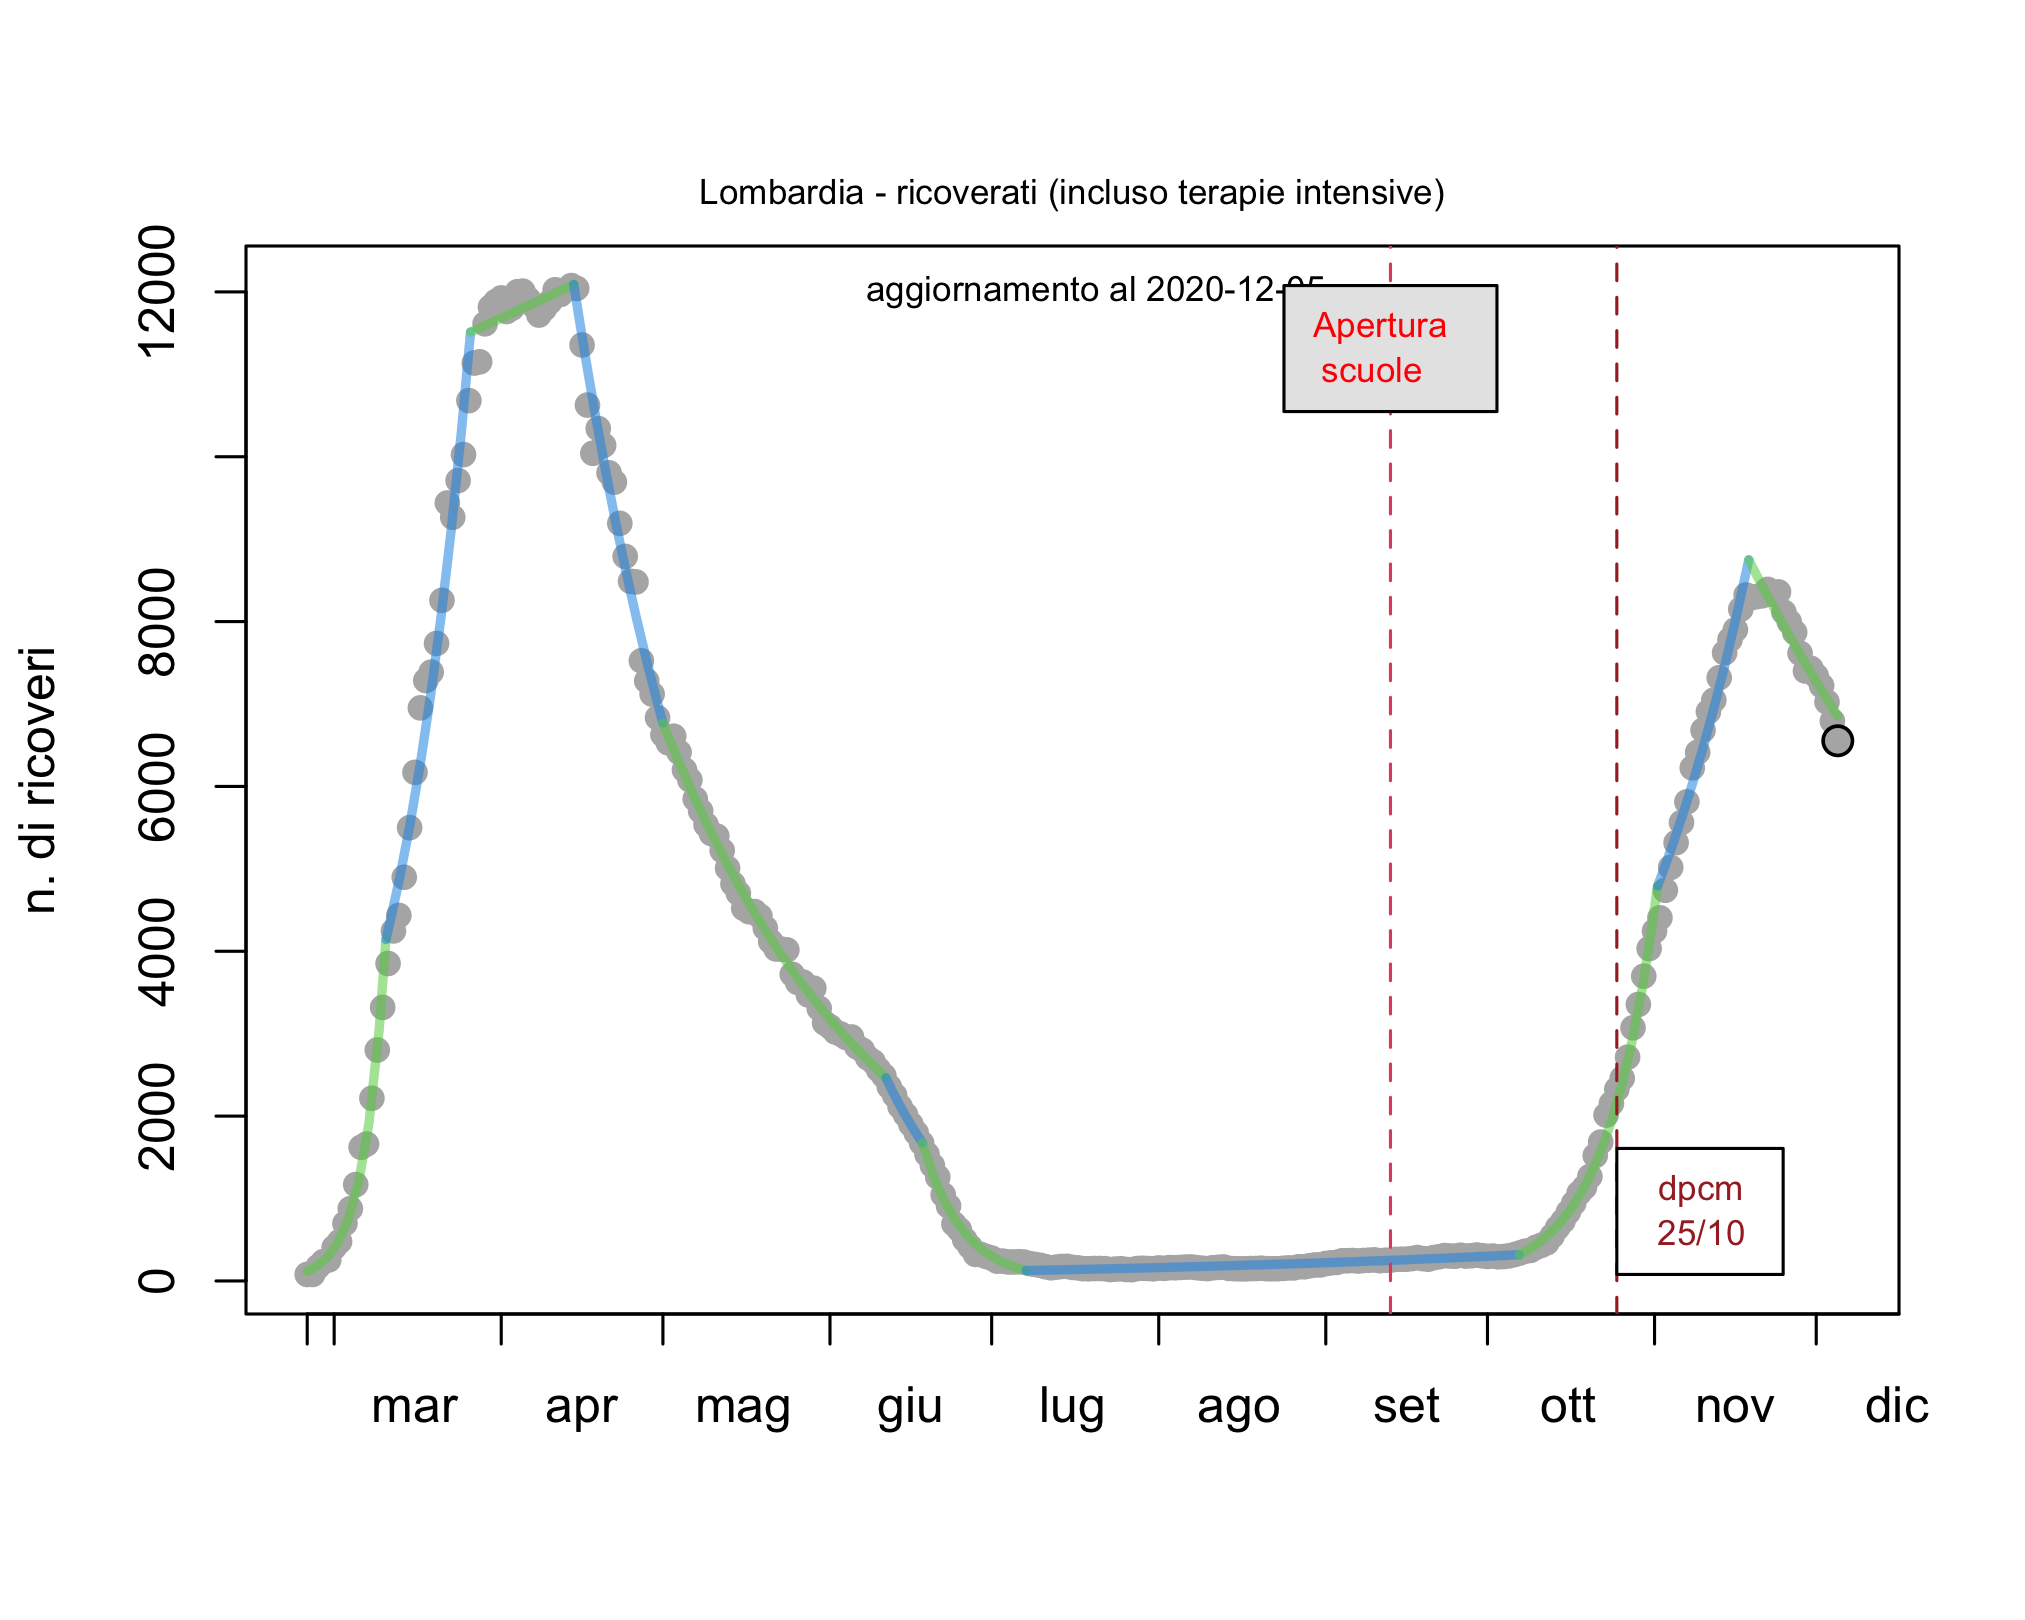 Lombardia - ricoverati (incluso terapie intensive)
aggiornamento al 2020-12-05
Apertura
scuole
dpcm
25/10
n. di ricoveri
12000
8000
6000
4000
2000
0
mar apr mag giu lug ago set ott nov dic